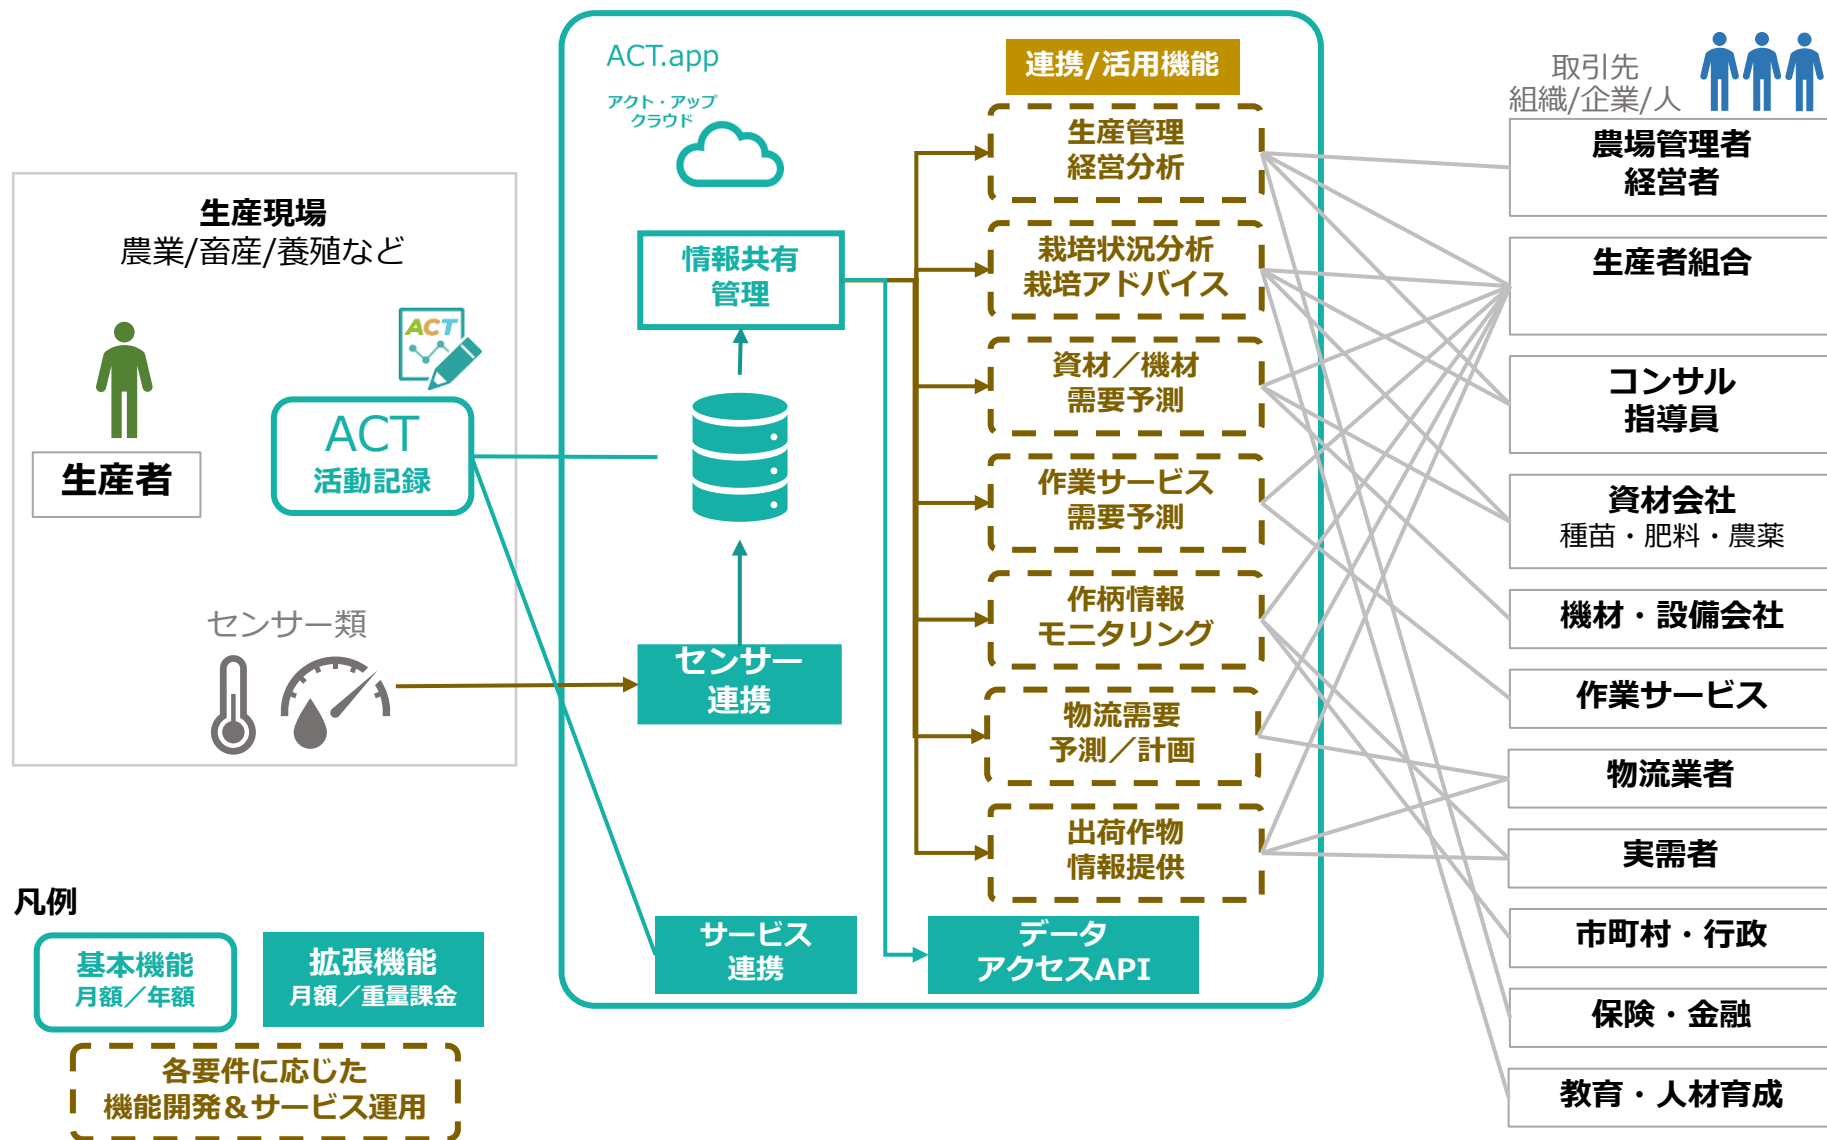 ACT.app
アクト・アップ
クラウド
連携/活用機能
取引先
組織/企業/人
生産現場
農業/畜産/養殖など
ACT
生産者
ACT
活動記録
センサー類
情報共有
管理
センサー
連携
サービス
連携
データ
アクセスAPI
生産管理
経営分析
栽培状況分析
栽培アドバイス
資材／機材
需要予測
作業サービス
需要予測
作柄情報
モニタリング
物流需要
予測／計画
出荷作物
情報提供
農場管理者
経営者
生産者組合
コンサル
指導員
資材会社
種苗・肥料・農薬
機材・設備会社
作業サービス
物流業者
実需者
市町村・行政
保険・金融
教育・人材育成
凡例
基本機能
月額／年額
拡張機能
月額／重量課金
各要件に応じた
機能開発＆サービス運用